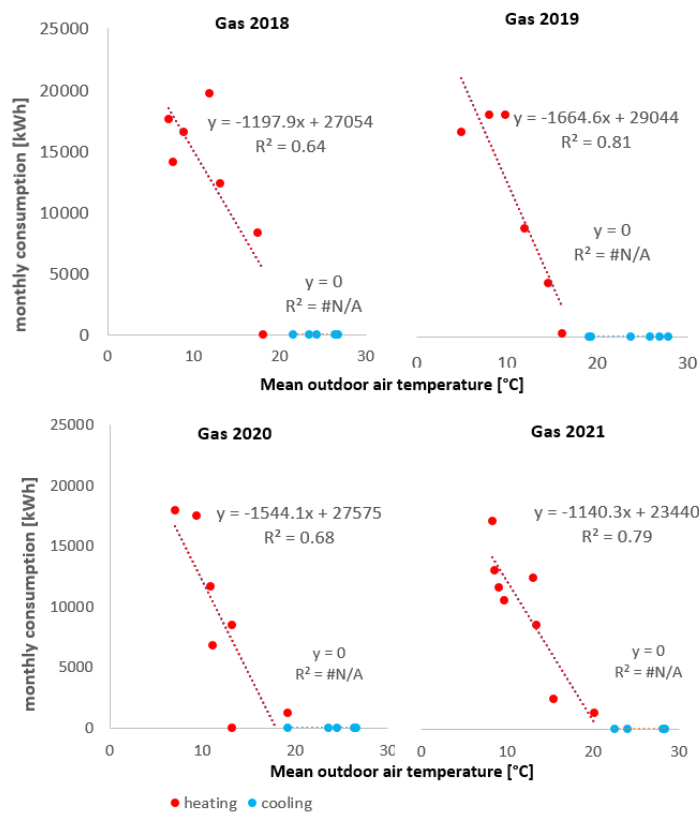 Gas 2018
Gas 2019
monthly consumption [kWh]
25000
20000
15000
10000
5000
0
y = -1197.9x + 27054
R² = 0.64
y = 0
R² = #N/A
y = -1664.6x + 29044
R² = 0.81
y = 0
R² = #N/A
0 10 20 30
0 10 20 30
Mean outdoor air temperature [°C]
Gas 2020
Gas 2021
monthly consumption [kWh]
25000
20000
15000
10000
5000
0
y = -1544.1x + 27575
R² = 0.68
y = 0
R² = #N/A
y = -1140.3x + 23440
R² = 0.79
y = 0
R² = #N/A
0 10 20 30
0 10 20 30
Mean outdoor air temperature [°C]
heating cooling